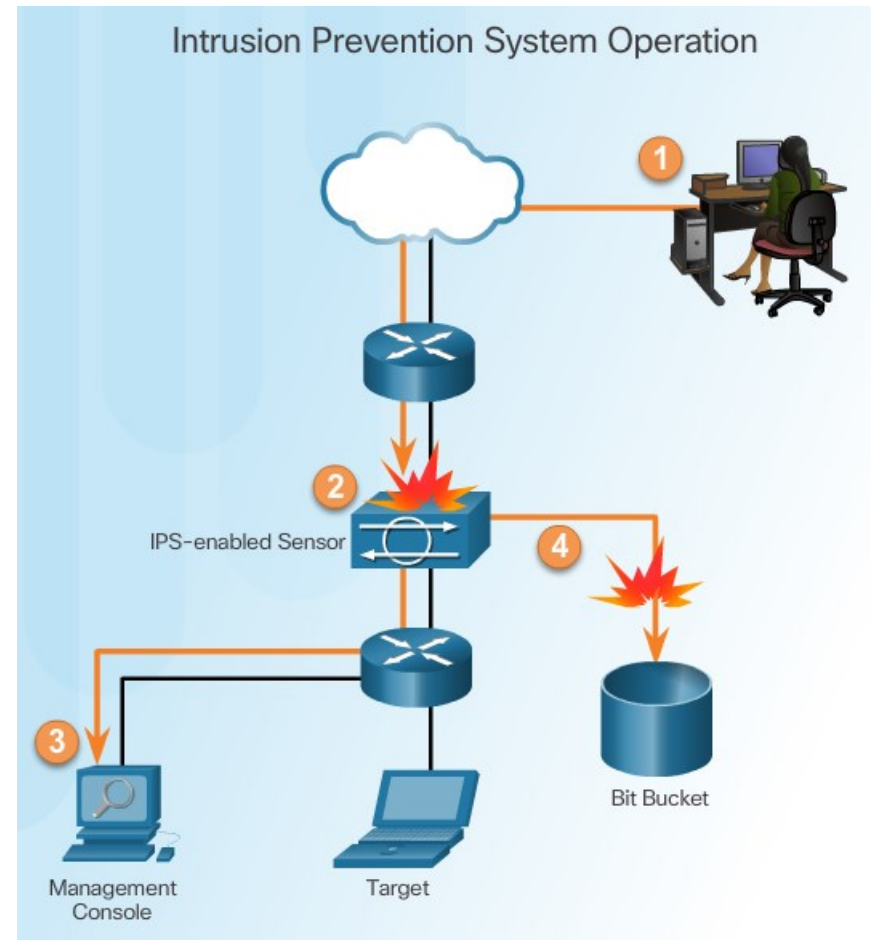 Intrusion Prevention System Operation
1
2
IPS-enabled Sensor
4
3
Bit Bucket
Management
Console
Target